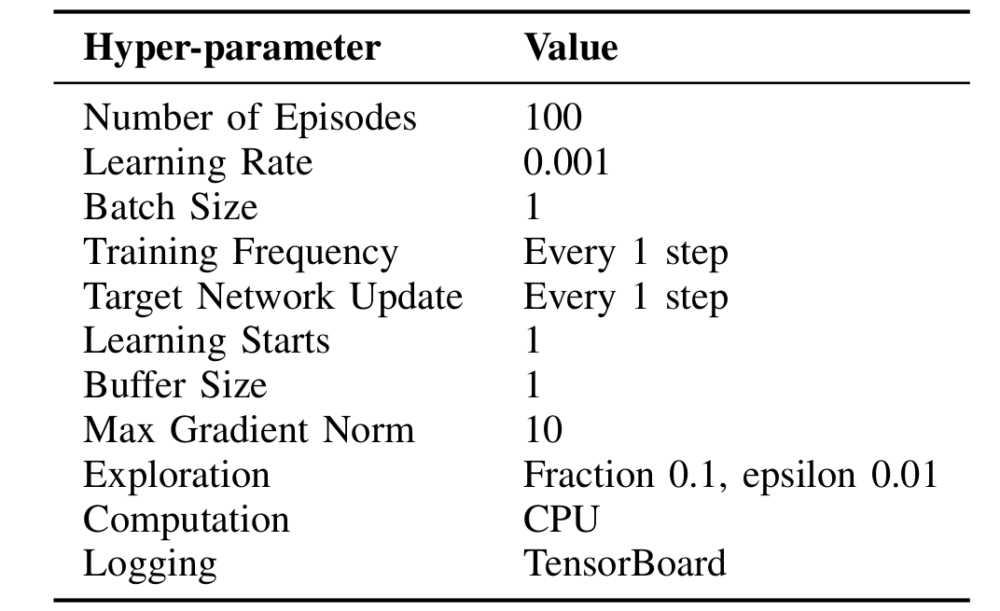 Hyper-parameter Value
Number of Episodes 100
Learning Rate 0.001
Batch Size 1
Training Frequency Every 1 step
Target Network Update Every 1 step
Learning Starts 1
Buffer Size 1
Max Gradient Norm 10
Exploration Fraction 0.1, epsilon 0.01
Computation CPU
Logging TensorBoard